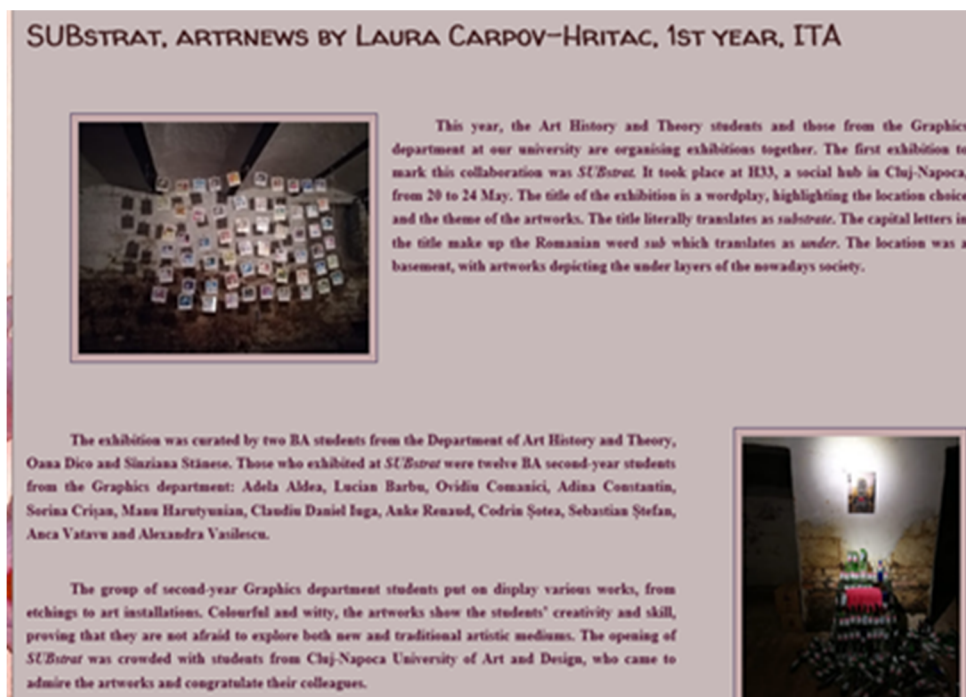 SUBSTRAT, ARTRNEWS BY LAURA CARPOV-HRITAC, 1ST YEAR, ITA
This year, the Art History and Theory students and those from the Graphics
department at our university are organising exhibitions together. The first exhibition to
mark this collaboration was SUBstrat. It took place at H33, a social hub in Cluj-Napoca,
from 20 to 24 May. The title of the exhibition is a wordplay, highlighting the location choice
and the theme of the artworks. The title literally translates as substrate. The capital letters in
the title make up the Romanian word sub which translates as under. The location was a
basement, with artworks depicting the under layers of the nowadays society.
The exhibition was curated by two BA students from the Department of Art History and Theory,
Oana Dico and Sînziana Stănese. Those who exhibited at SUBstrat were twelve BA second-year students
from the Graphics department: Adela Aldea, Lucian Barbu, Ovidiu Comanici, Adina Constantin,
Sorina Crișan, Manu Harutyunian, Claudiu Daniel Iuga, Anke Renaud, Codrin Șotea, Sebastian Ștefan,
Anca Vatavu and Alexandra Vasilescu.
The group of second-year Graphics department students put on display various works, from
etchings to art installations. Colourful and witty, the artworks show the students' creativity and skill,
proving that they are not afraid to explore both new and traditional artistic mediums. The opening of
SUBstrat was crowded with students from Cluj-Napoca University of Art and Design, who came to
admire the artworks and congratulate their colleagues.